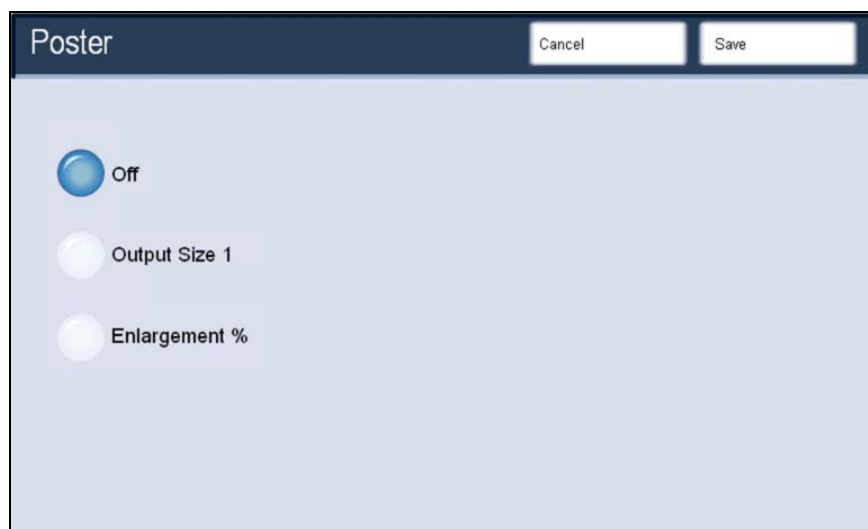 Poster
Cancel
Save
Off
Output Size 1
Enlargement %